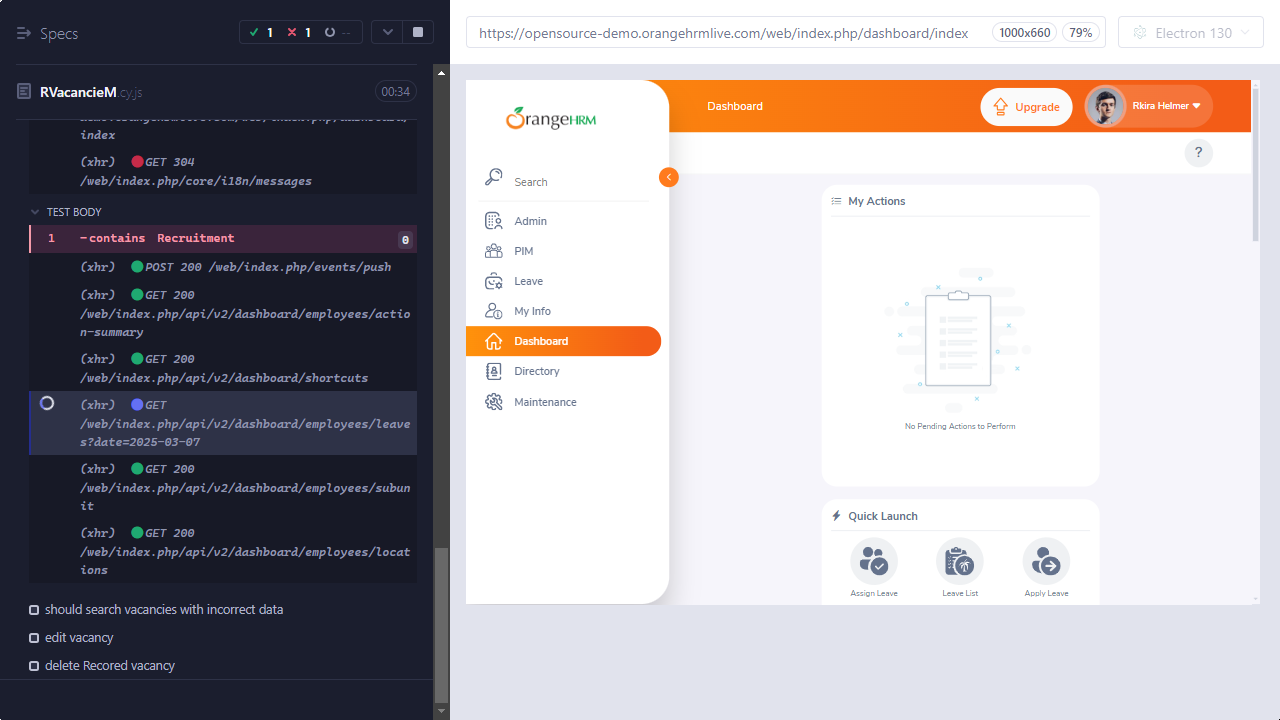 Specs
1
1
--
RVacancieM.cy.js
00:34
index
(xhr) GET 304
/web/index.php/core/i18n/messages
TEST BODY
1 -contains Recruitment 0
(xhr) POST 200 /web/index.php/events/push
(xhr) GET 200
/web/index.php/api/v2/dashboard/employees/actio
n-summary
(xhr) GET 200
/web/index.php/api/v2/dashboard/shortcuts
(xhr) GET
/web/index.php/api/v2/dashboard/employees/leave
s?date=2025-03-07
(xhr) GET 200
/web/index.php/api/v2/dashboard/employees/subun
it
(xhr) GET 200
/web/index.php/api/v2/dashboard/employees/locat
ions
should search vacancies with incorrect data
edit vacancy
delete Recored vacancy
https://opensource-demo.orangehrmlive.com/web/index.php/dashboard/index
1000x660
79%
Electron 130
OrangeHRM
Dashboard
Upgrade
Rkira Helmer
?
Search
Admin
PIM
Leave
My Info
Dashboard
Directory
Maintenance
My Actions
No Pending Actions to Perform
Quick Launch
Assign Leave
Leave List
Apply Leave